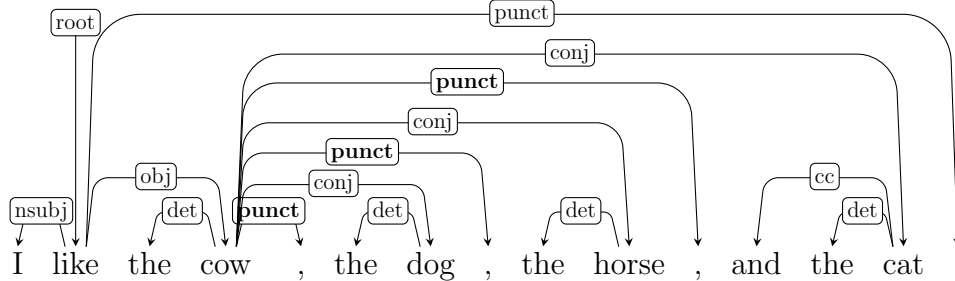 punct
root
conj
punct
conj
punct
obj
conj
cc
nsubj
det
punct
det
det
det
I like the cow , the dog , the horse , and the cat